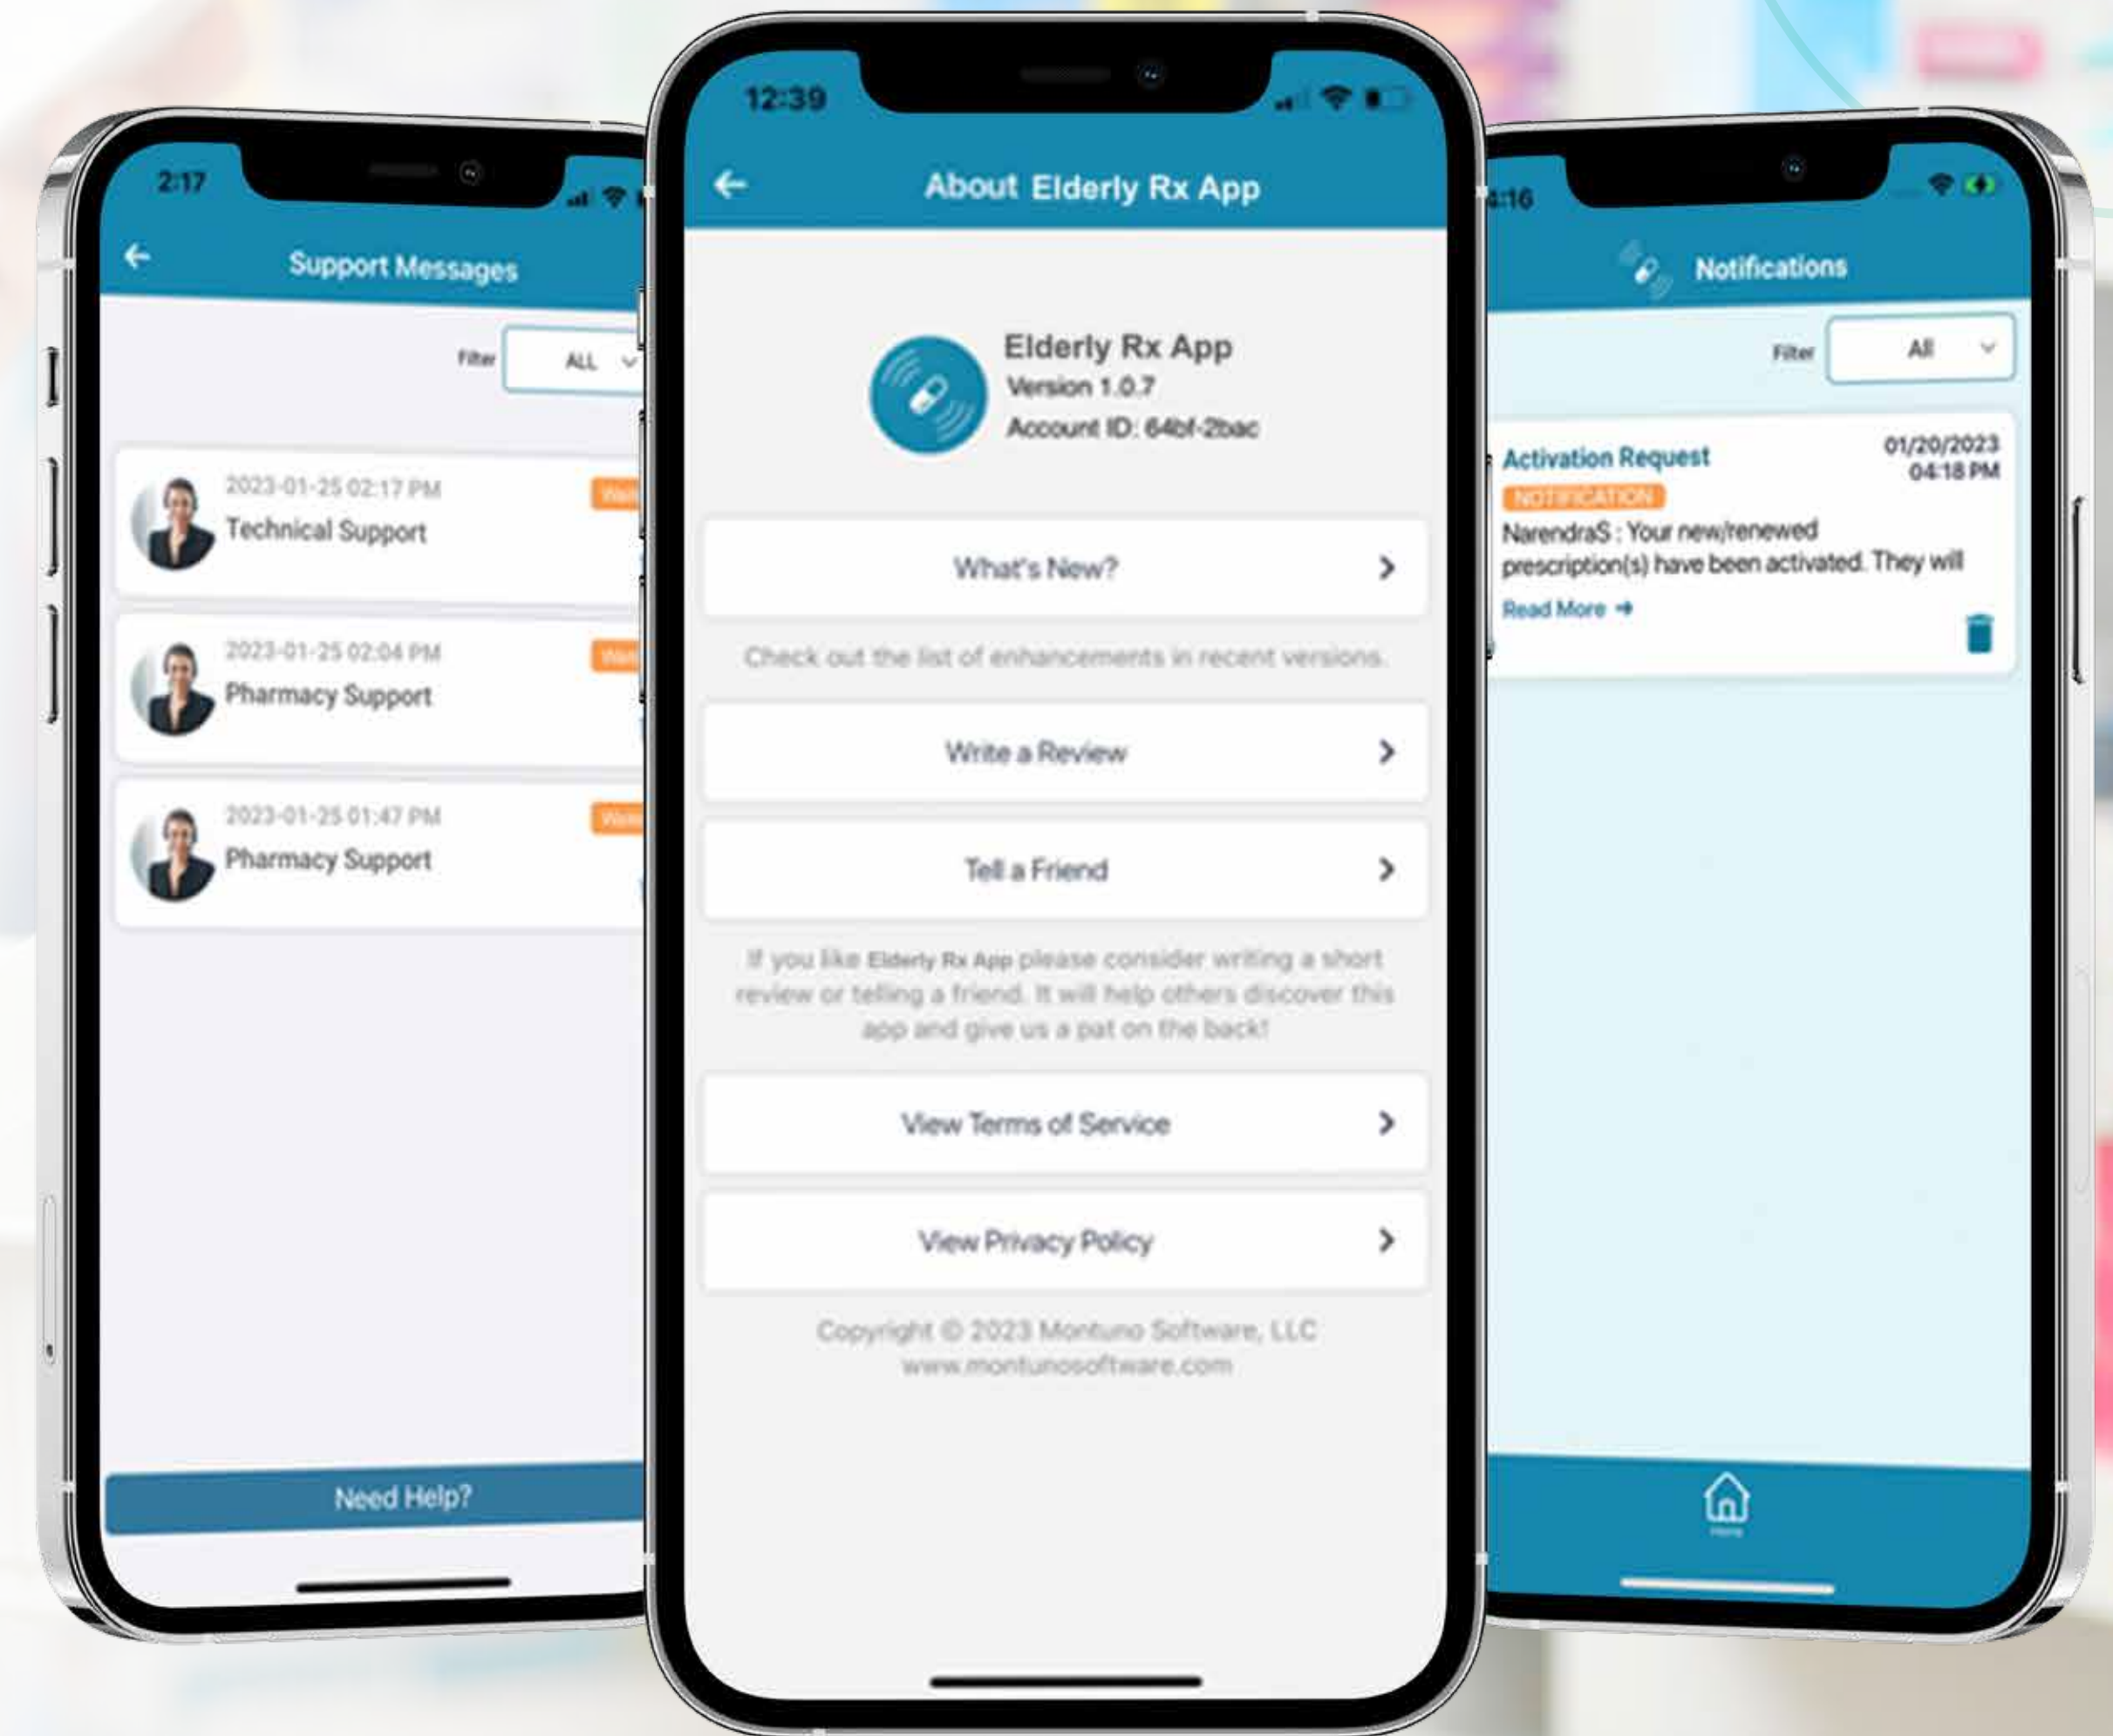 2:17
Support Messages
Filter
ALL
2023-01-25 02:17 PM
Technical Support
2023-01-25 02:04 PM
Pharmacy Support
2023-01-25 01:47 PM
Pharmacy Support
Need Help?
12:39
About Elderly Rx App
Elderly Rx App
Version 1.0.7
Account ID: 64bf-2bac
What's New?
Check out the list of enhancements in recent versions.
Write a Review
Tell a Friend
If you like Elderly Rx App please consider writing a short
review or telling a friend. It will help others discover this
app and give us a pat on the back!
View Terms of Service
View Privacy Policy
Copyright © 2023 Montuno Software, LLC
www.montunosoftware.com
4:16
Notifications
Filter
All
Activation Request
01/20/2023
04:18 PM
NOTIFICATION
NarendraS : Your new/renewed
prescription(s) have been activated. They will
Read More
Home